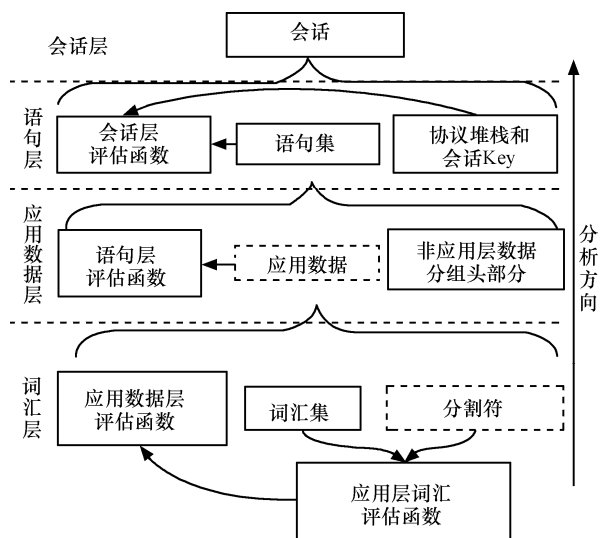 会话层
会话
语句层
会话层
评估函数
语句集
协议堆栈和
会话Key
应用数据层
语句层
评估函数
应用数据
非应用层数据
分组头部分
分析方向
词汇层
应用数据层
评估函数
词汇集
分割符
应用层词汇
评估函数